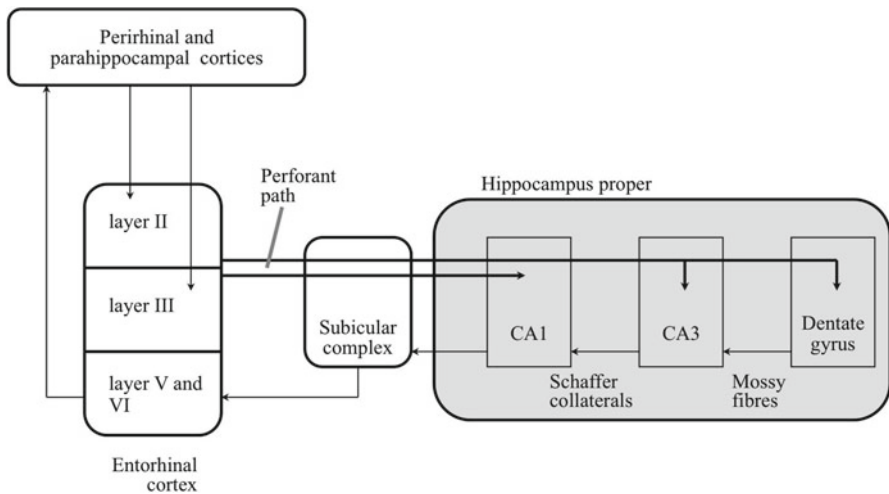 Perirhinal and
parahippocampal cortices
Perforant
path
Hippocampus proper
layer II
layer III
Subicular
complex
CA1
CA3
Dentate
gyrus
layer V and
VI
Schaffer
collaterals
Mossy
fibres
Entorhinal
cortex